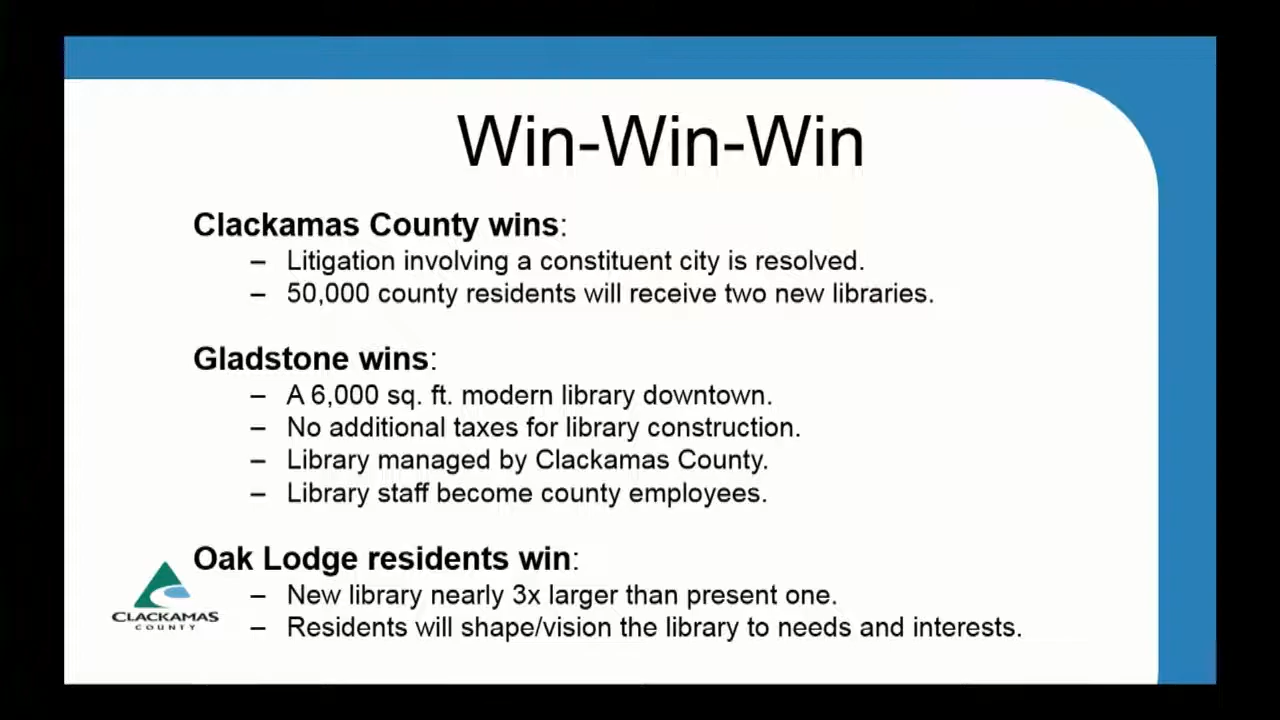 Win-Win-Win
Clackamas County wins:
– Litigation involving a constituent city is resolved.
– 50,000 county residents will receive two new libraries.
Gladstone wins:
– A 6,000 sq. ft. modern library downtown.
– No additional taxes for library construction.
– Library managed by Clackamas County.
– Library staff become county employees.
Oak Lodge residents win:
– New library nearly 3x larger than present one.
– Residents will shape/vision the library to needs and interests.
CLACKAMAS
COUNTY